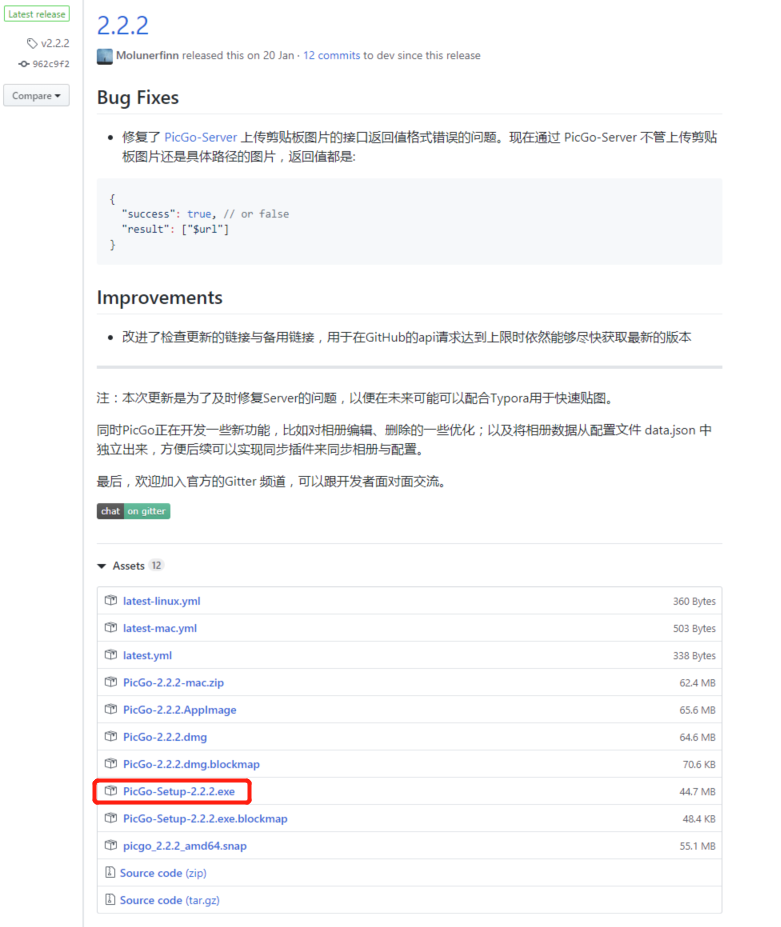 Latest release
v2.2.2
962c9f2
Compare
2.2.2
Molunerfinn released this on 20 Jan · 12 commits to dev since this release
Bug Fixes
修复了 PicGo-Server 上传剪贴板图片的接口返回值格式错误的问题。现在通过 PicGo-Server 不管上传剪贴
板图片还是具体路径的图片，返回值都是:
{
"success": true, // or false
"result": ["$url"]
}
Improvements
改进了检查更新的链接与备用链接，用于在GitHub的api请求达到上限时依然能够尽快获取最新的版本
注：本次更新是为了及时修复Server的问题，以便在未来可能可以配合Typora用于快速贴图。
同时PicGo正在开发一些新功能，比如对相册编辑、删除的一些优化；以及将相册数据从配置文件 data.json 中
独立出来，方便后续可以实现同步插件来同步相册与配置。
最后，欢迎加入官方的Gitter 频道，可以跟开发者面对面交流。
chat on gitter
Assets 12
latest-linux.yml 360 Bytes
latest-mac.yml 503 Bytes
latest.yml 338 Bytes
PicGo-2.2.2-mac.zip 62.4 MB
PicGo-2.2.2.AppImage 65.6 MB
PicGo-2.2.2.dmg 64.6 MB
PicGo-2.2.2.dmg.blockmap 70.6 KB
PicGo-Setup-2.2.2.exe 44.7 MB
PicGo-Setup-2.2.2.exe.blockmap 48.4 KB
picgo_2.2.2_amd64.snap 55.1 MB
Source code (zip)
Source code (tar.gz)